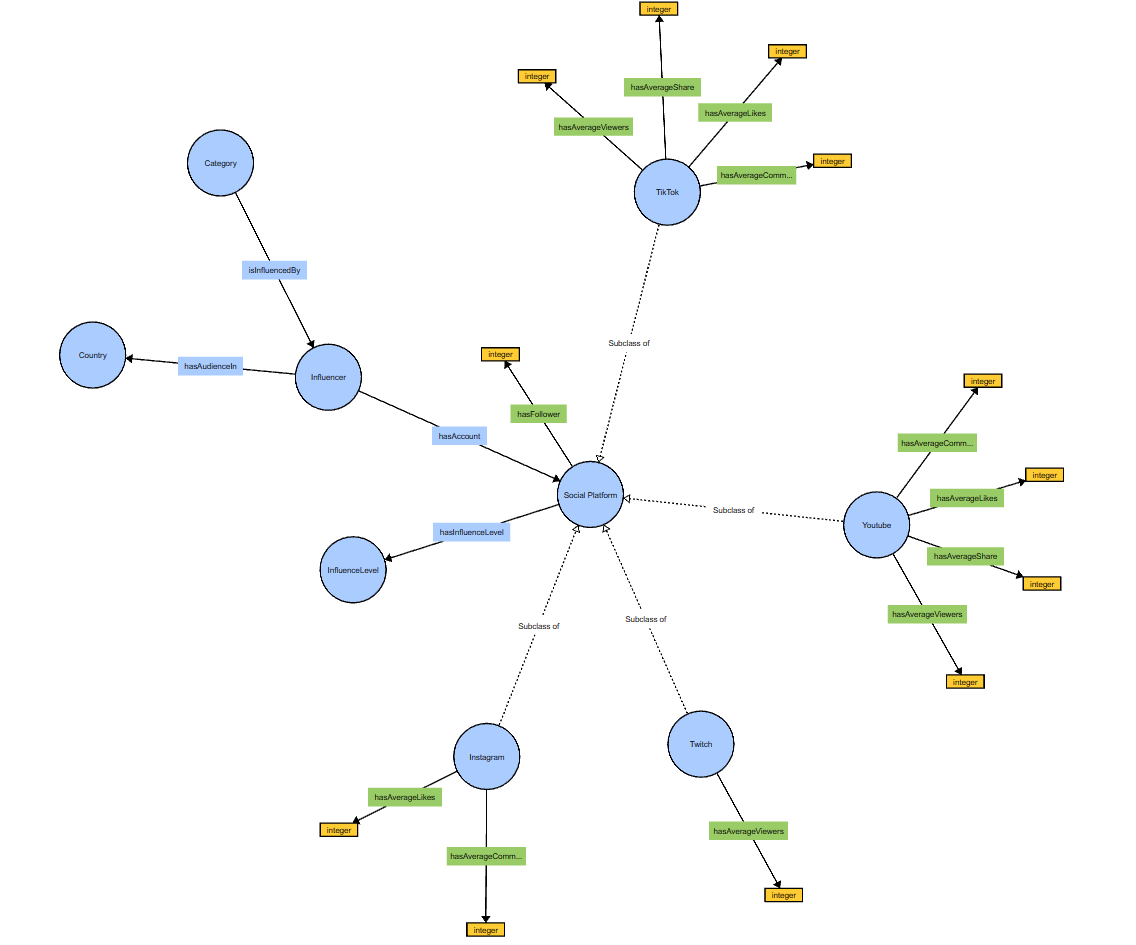 integer
integer
integer
hasAverageShare
hasAverageLikes
hasAverageViewers
Category
integer
hasAverageComm...
TikTok
isInfluencedBy
Subclass of
Country
hasAudienceIn
Influencer
integer
integer
hasFollower
hasAccount
hasAverageComm...
integer
Social Platform
hasAverageLikes
Subclass of
Youtube
hasInfluenceLevel
hasAverageShare
InfluenceLevel
integer
hasAverageViewers
Subclass of
Subclass of
integer
Twitch
Instagram
hasAverageLikes
integer
hasAverageViewers
hasAverageComm...
integer
integer